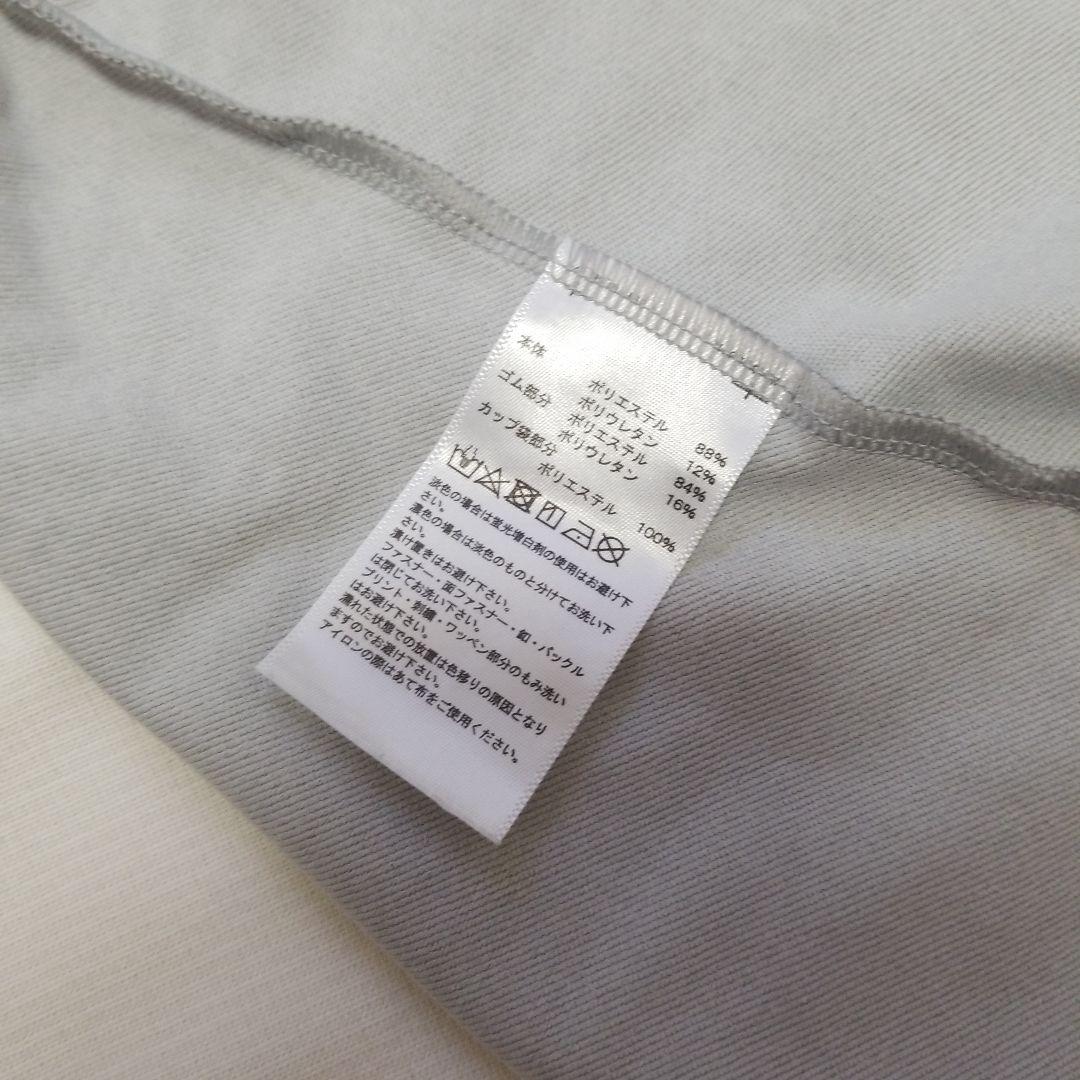 本体 ポリエステル 88%
ポリウレタン 12%
ゴム部分 ポリエステル 84%
ポリウレタン 16%
カップ袋部分 ポリエステル 100%
淡色の場合は蛍光増白剤の使用はお避け下
さい。
濃色の場合は淡色のものと分けてお洗い下
さい。
漬け置きはお避け下さい。
ファスナー・面ファスナー・釦・バックル
は閉じてお洗い下さい。
プリント・刺繍・ワッペン部分のもみ洗い
はお避け下さい。
濡れた状態での放置は色移りの原因となり
ますのでお避け下さい。
アイロンの際はあて布をご使用ください。